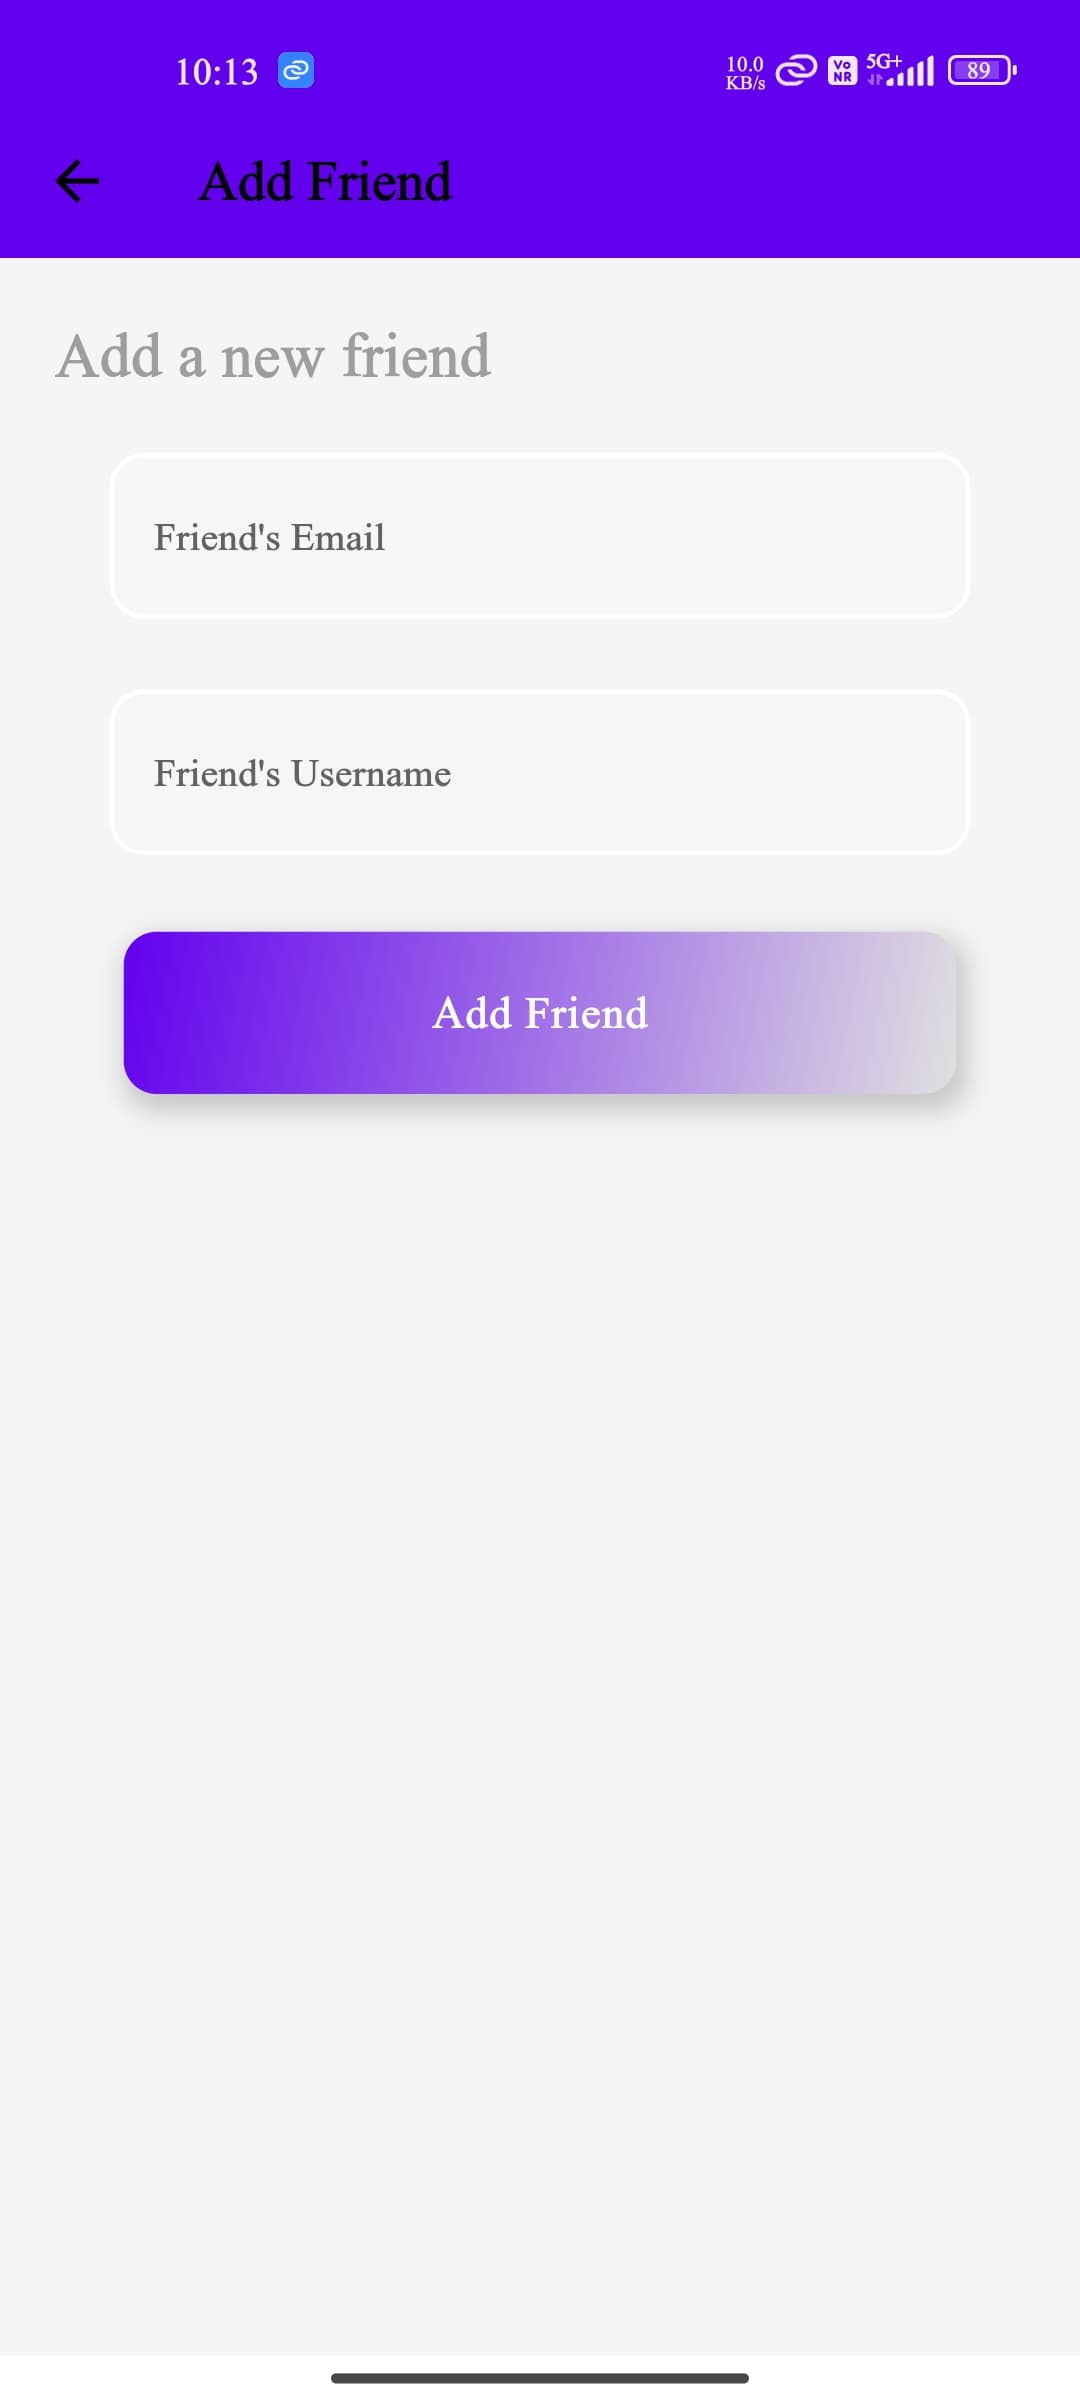 10:13
10.0
KB/s
Vo
NR
5G+
89
Add Friend
Add a new friend
Friend's Email
Friend's Username
Add Friend